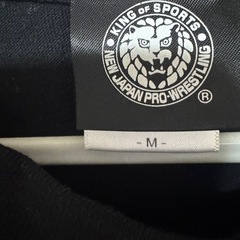 KING OF SPORTS
NEW JAPAN PRO-WRESTLING
®
- M -